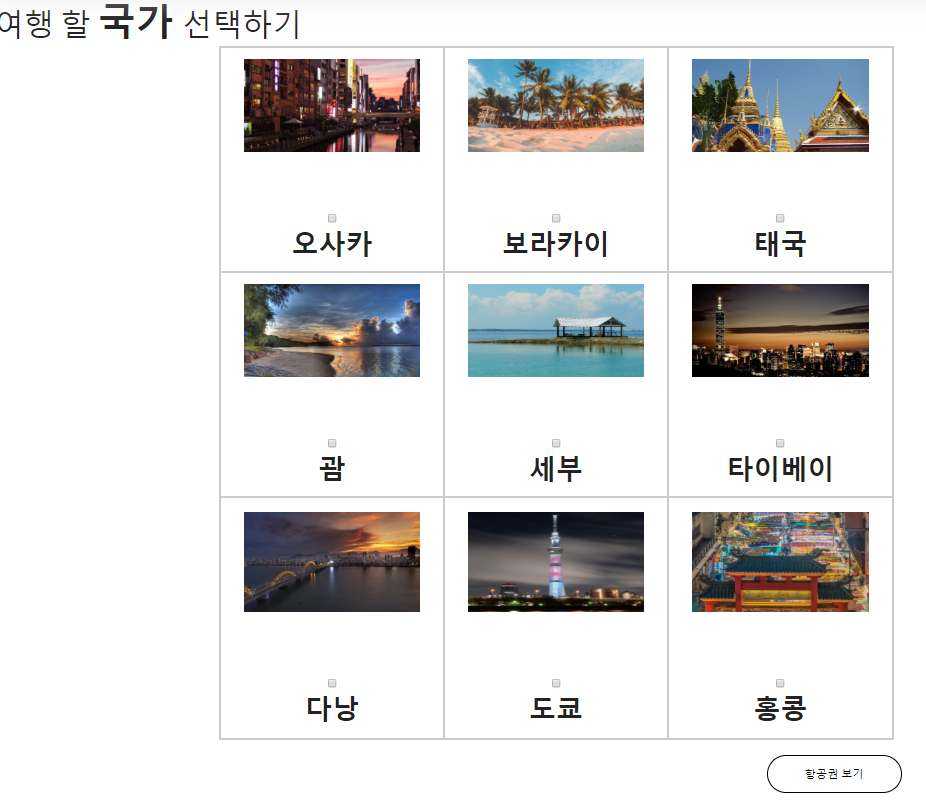 여행 할 국가 선택하기
오사카 보라카이 태국
괌 세부 타이베이
다낭 도쿄 홍콩
항공권 보기